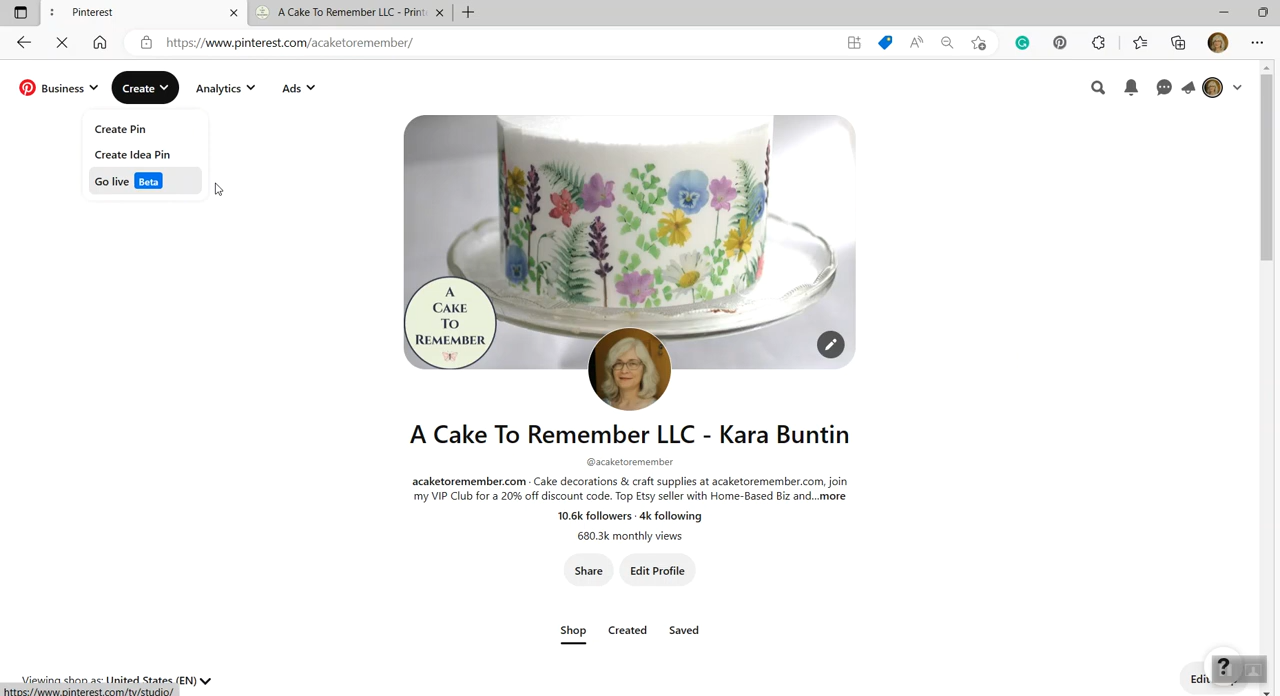 Pinterest
A Cake To Remember LLC - Print
https://www.pinterest.com/acaketoremember/
Business
Create
Analytics
Ads
Create Pin
Create Idea Pin
Go live Beta
A
CAKE
TO
REMEMBER
A Cake To Remember LLC - Kara Buntin
@acaketoremember
acaketoremember.com · Cake decorations & craft supplies at acaketoremember.com, join
my VIP Club for a 20% off discount code. Top Etsy seller with Home-Based Biz and...more
10.6k followers · 4k following
680.3k monthly views
Share
Edit Profile
Shop
Created
Saved
Viewing shop as: United States (EN)
?
https://www.pinterest.com/tv/studio/